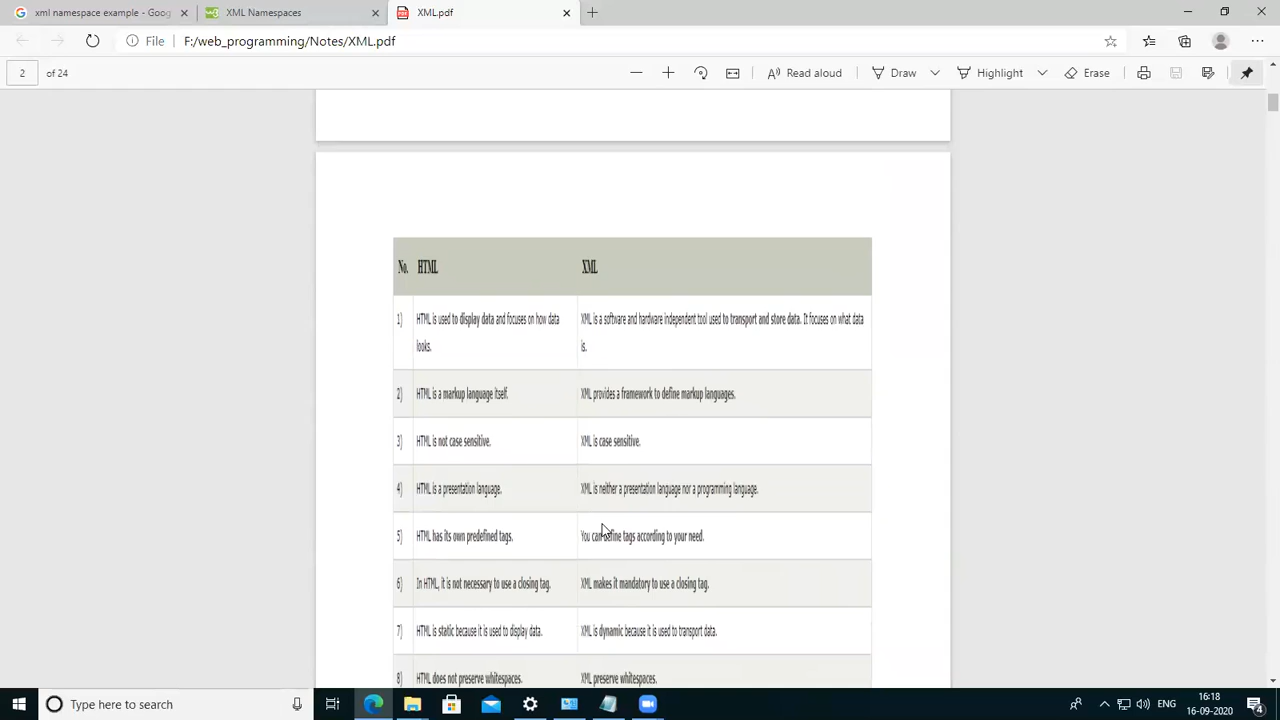 xml namespace example - Goog
XML Namespaces
XML.pdf
File
F:/web_programming/Notes/XML.pdf
2
of 24
Read aloud
Draw
Highlight
Erase
No. HTML XML
1) HTML is used to display data and focuses on how data looks. XML is a software and hardware independent tool used to transport and store data. It focuses on what data is.
2) HTML is a markup language itself. XML provides a framework to define markup languages.
3) HTML is not case sensitive. XML is case sensitive.
4) HTML is a presentation language. XML is neither a presentation language nor a programming language.
5) HTML has its own predefined tags. You can define tags according to your need.
6) In HTML, it is not necessary to use a closing tag. XML makes it mandatory to use a closing tag.
7) HTML is static because it is used to display data. XML is dynamic because it is used to transport data.
8) HTML does not preserve whitespaces. XML preserve whitespaces.
Type here to search
ENG
16:18
16-09-2020
4